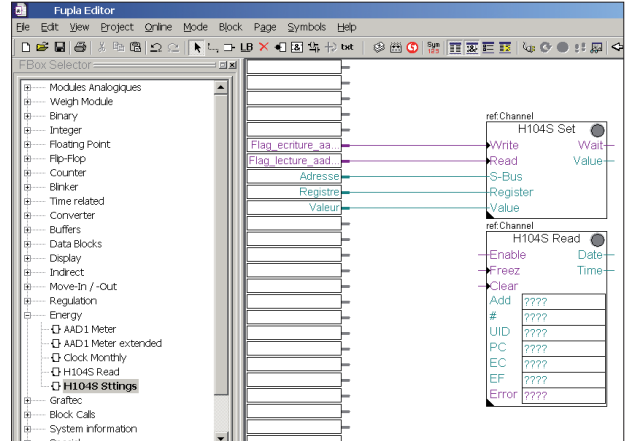 Fupla Editor
File Edit View Project Online Mode Block Page Symbols Help
LB txt Sym 123
FBox Selector
Modules Analogiques
Weigh Module
Binary
Integer
Floating Point
Flip-Flop
Counter
Blinker
Time related
Converter
Buffers
Data Blocks
Display
Indirect
Move-In / -Out
Regulation
Energy
AAD1 Meter
AAD1 Meter extended
Clock Monthly
H104S Read
H104S Sttings
Graftec
Block Calls
System information
Flag_ecriture_aa...
Flag_lecture_aad...
Adresse
Registre
Valeur
ref:Channel
H104S Set
Write Wait
Read Value
S-Bus
Register
Value
ref:Channel
H104S Read
Enable Date
Freez Time
Clear
Add ????
# ????
UID ????
PC ????
EC ????
EF ????
Error ????